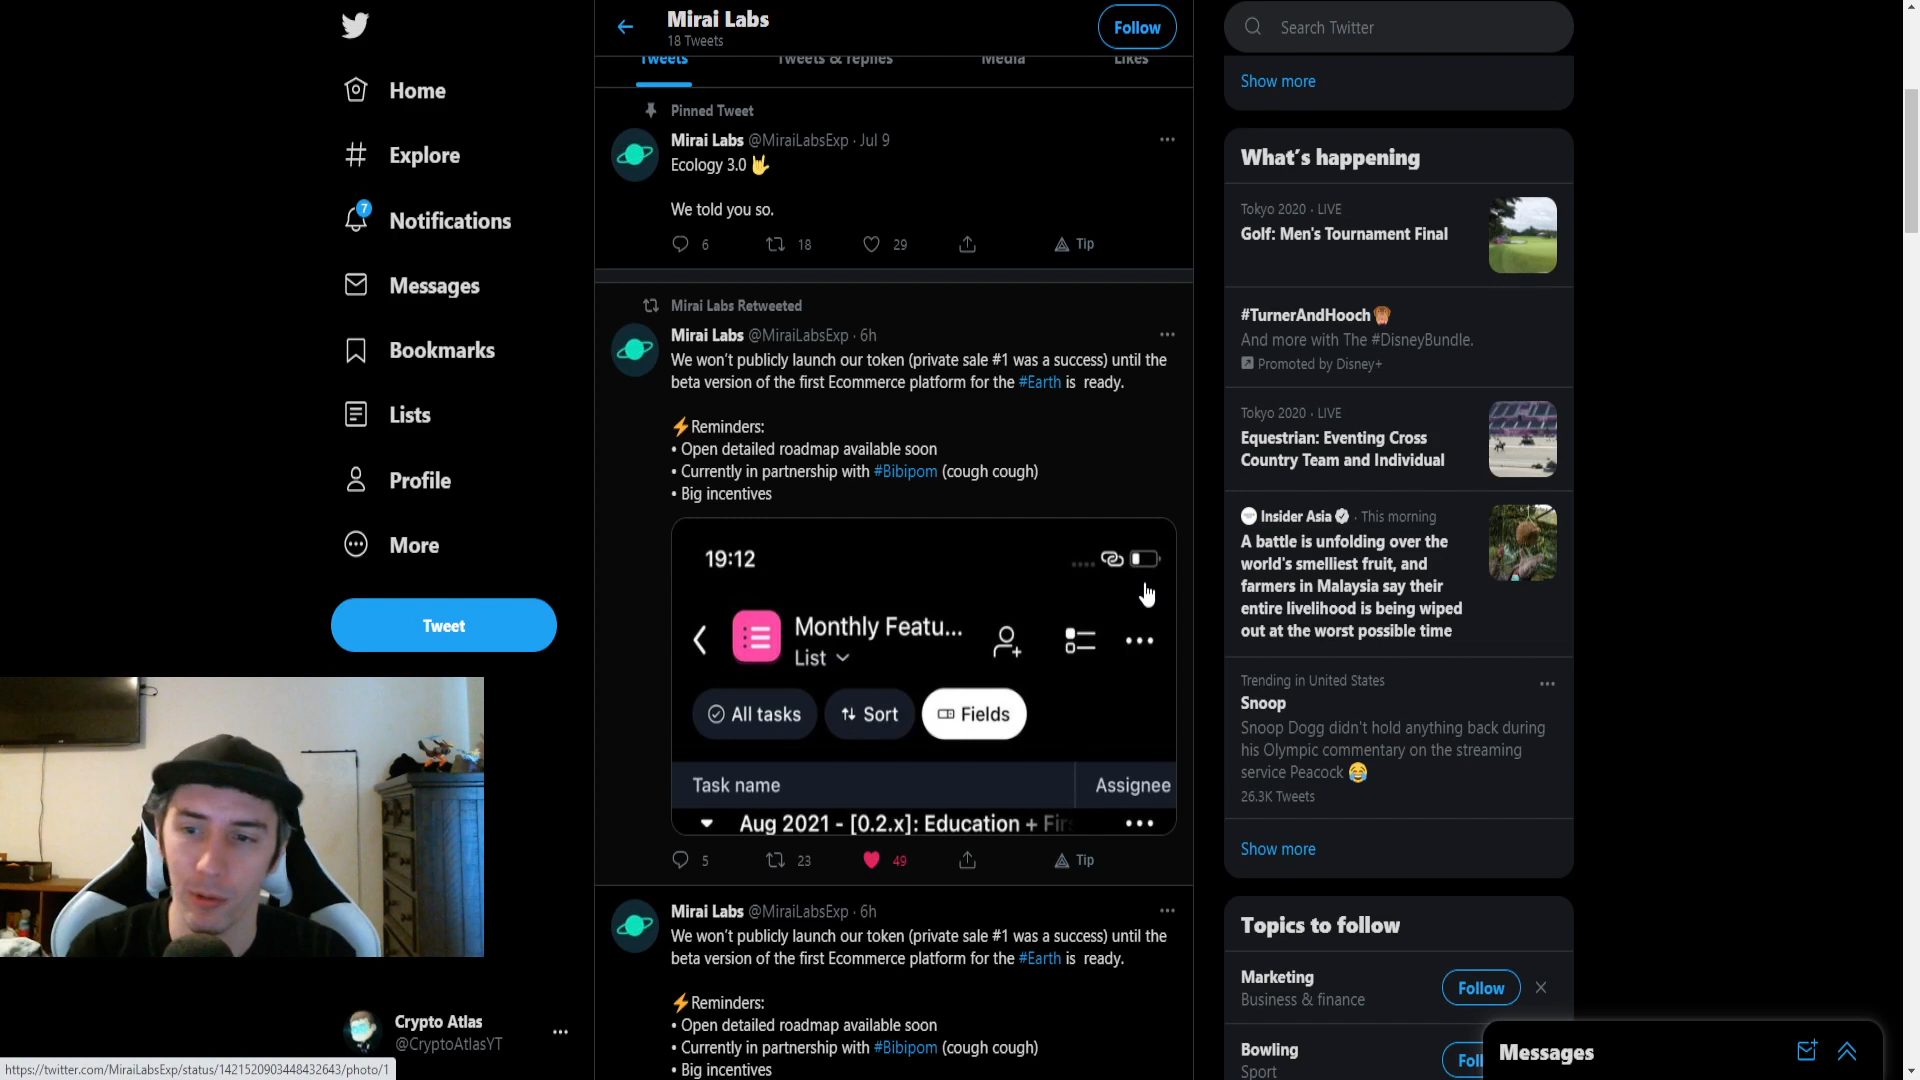 Home
Explore
7
Notifications
Messages
Bookmarks
Lists
Profile
More
Tweet
Crypto Atlas
@CryptoAtlasYT
https://twitter.com/MiraiLabsExp/status/1421520903448432643/photo/1
Mirai Labs
18 Tweets
Follow
Tweets Tweets & replies Media Likes
Pinned Tweet
Mirai Labs @MiraiLabsExp · Jul 9
Ecology 3.0 🤟
We told you so.
6 18 29 Tip
Mirai Labs Retweeted
Mirai Labs @MiraiLabsExp · 6h
We won't publicly launch our token (private sale #1 was a success) until the
beta version of the first Ecommerce platform for the #Earth is ready.
⚡Reminders:
• Open detailed roadmap available soon
• Currently in partnership with #Bibipom (cough cough)
• Big incentives
19:12
Monthly Featu...
List
All tasks Sort Fields
Task name Assignee
Aug 2021 - [0.2.x]: Education + Fir
5 23 49 Tip
Mirai Labs @MiraiLabsExp · 6h
We won't publicly launch our token (private sale #1 was a success) until the
beta version of the first Ecommerce platform for the #Earth is ready.
⚡Reminders:
• Open detailed roadmap available soon
• Currently in partnership with #Bibipom (cough cough)
• Big incentives
Search Twitter
Show more
What's happening
Tokyo 2020 · LIVE
Golf: Men's Tournament Final
#TurnerAndHooch
And more with The #DisneyBundle.
Promoted by Disney+
Tokyo 2020 · LIVE
Equestrian: Eventing Cross
Country Team and Individual
Insider Asia · This morning
A battle is unfolding over the
world's smelliest fruit, and
farmers in Malaysia say their
entire livelihood is being wiped
out at the worst possible time
Trending in United States
Snoop
Snoop Dogg didn't hold anything back during
his Olympic commentary on the streaming
service Peacock 😂
26.3K Tweets
Show more
Topics to follow
Marketing
Business & finance
Follow
Bowling
Sport
Foll
Messages